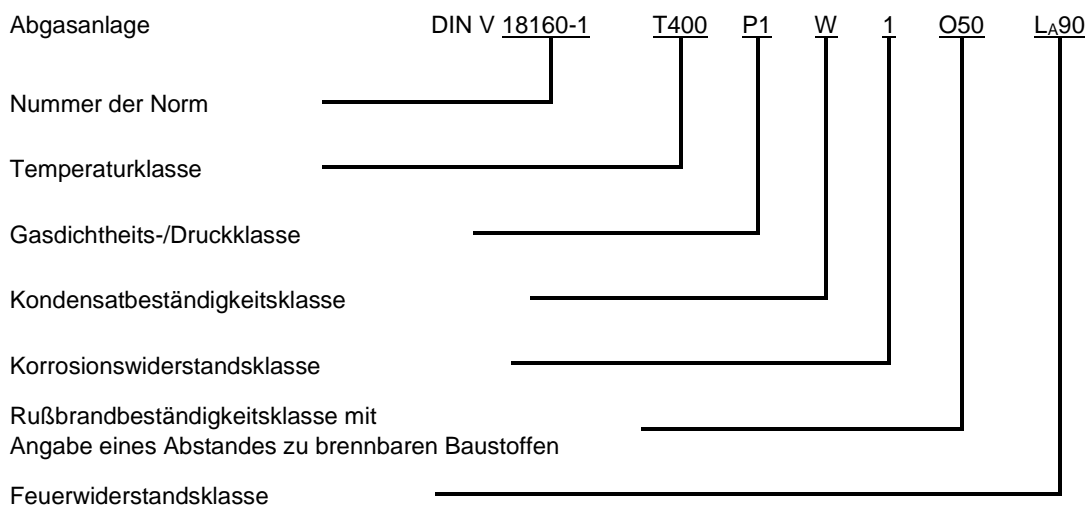 Abgasanlage DIN V 18160-1 T400 P1 W 1 O50 LA90
Nummer der Norm
Temperaturklasse
Gasdichtheits-/Druckklasse
Kondensatbeständigkeitsklasse
Korrosionswiderstandsklasse
Rußbrandbeständigkeitsklasse mit
Angabe eines Abstandes zu brennbaren Baustoffen
Feuerwiderstandsklasse